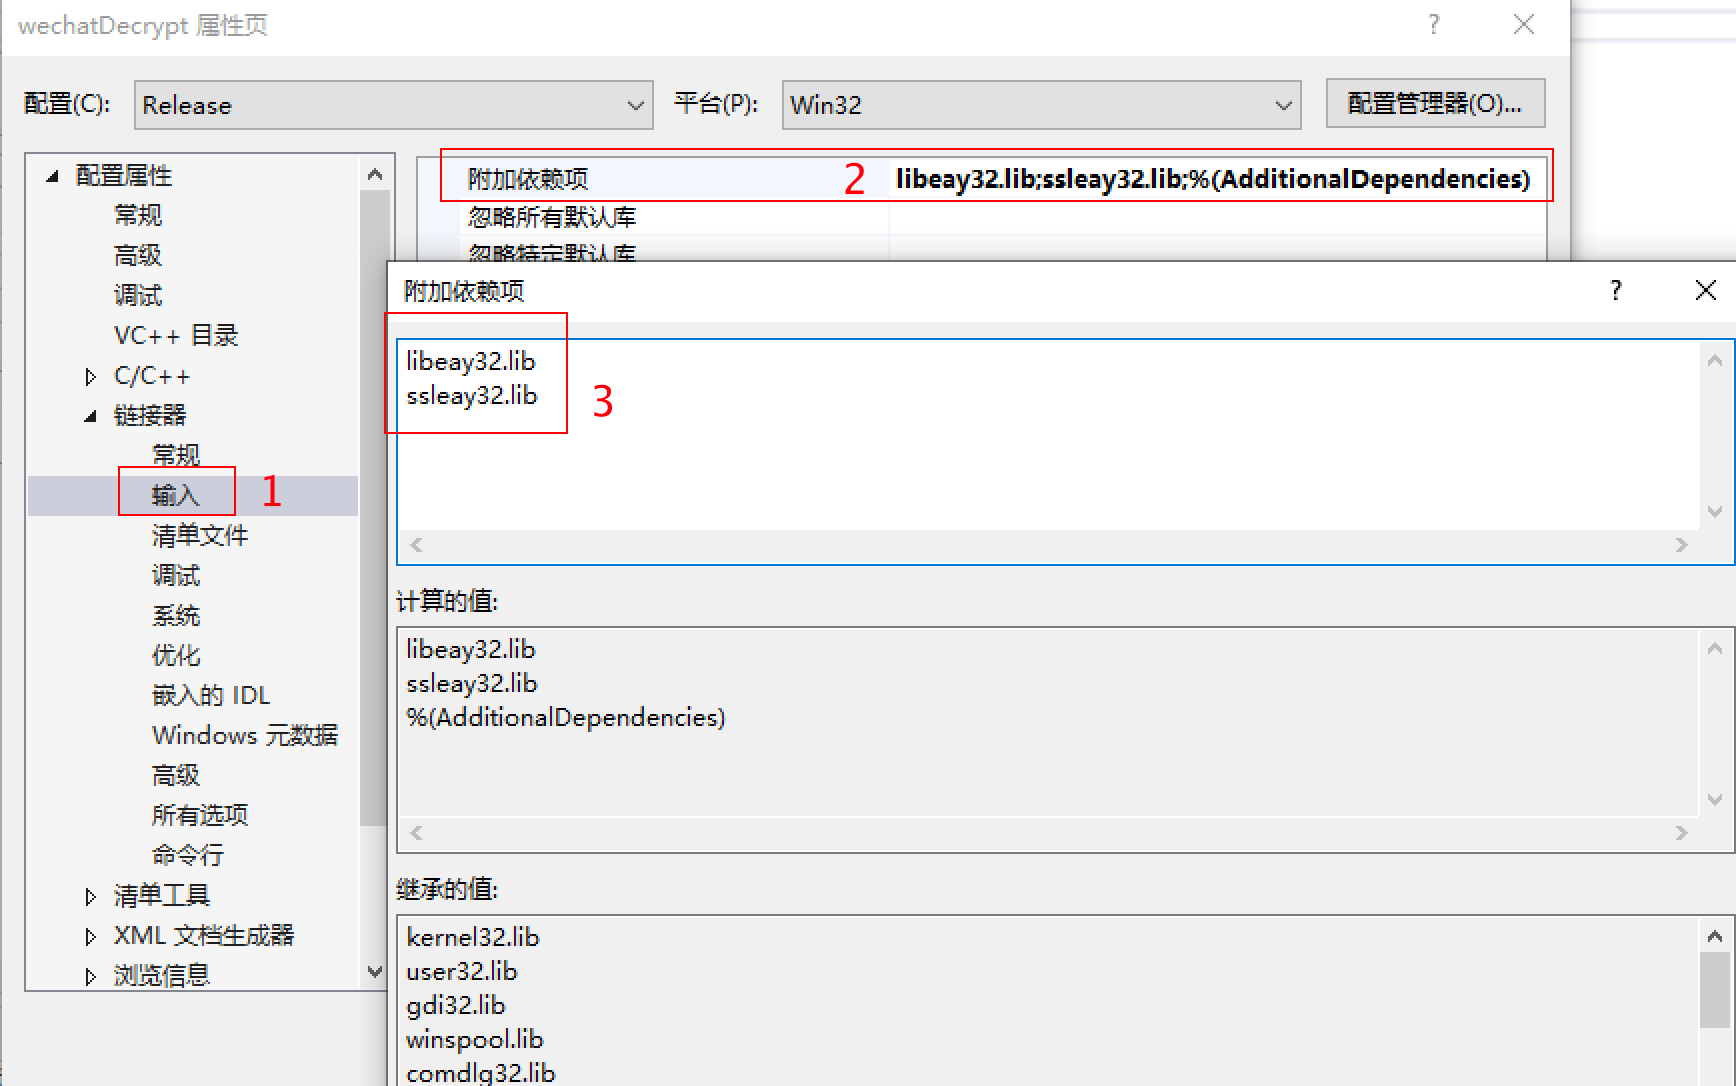 wechatDecrypt 属性页
配置(C): Release 平台(P): Win32 配置管理器(O)...
配置属性
常规
高级
调试
VC++ 目录
C/C++
链接器
常规
输入 1
清单文件
调试
系统
优化
嵌入的 IDL
Windows 元数据
高级
所有选项
命令行
清单工具
XML 文档生成器
浏览信息
附加依赖项 2 libeay32.lib;ssleay32.lib;%(AdditionalDependencies)
忽略所有默认库
忽略特定默认库
附加依赖项
libeay32.lib
ssleay32.lib
3
计算的值:
libeay32.lib
ssleay32.lib
%(AdditionalDependencies)
继承的值:
kernel32.lib
user32.lib
gdi32.lib
winspool.lib
comdlg32.lib